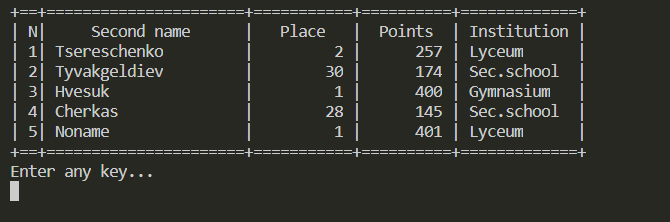 +==+======================+===========+==========+============+
| N|     Second name      |   Place   |  Points  | Institution |
| 1| Tsereschenko         |         2 |      257 | Lyceum      |
| 2| Tyvakgeldiev         |        30 |      174 | Sec.school  |
| 3| Hvesuk               |         1 |      400 | Gymnasium   |
| 4| Cherkas              |        28 |      145 | Sec.school  |
| 5| Noname               |         1 |      401 | Lyceum      |
+==+======================+===========+==========+============+
Enter any key...